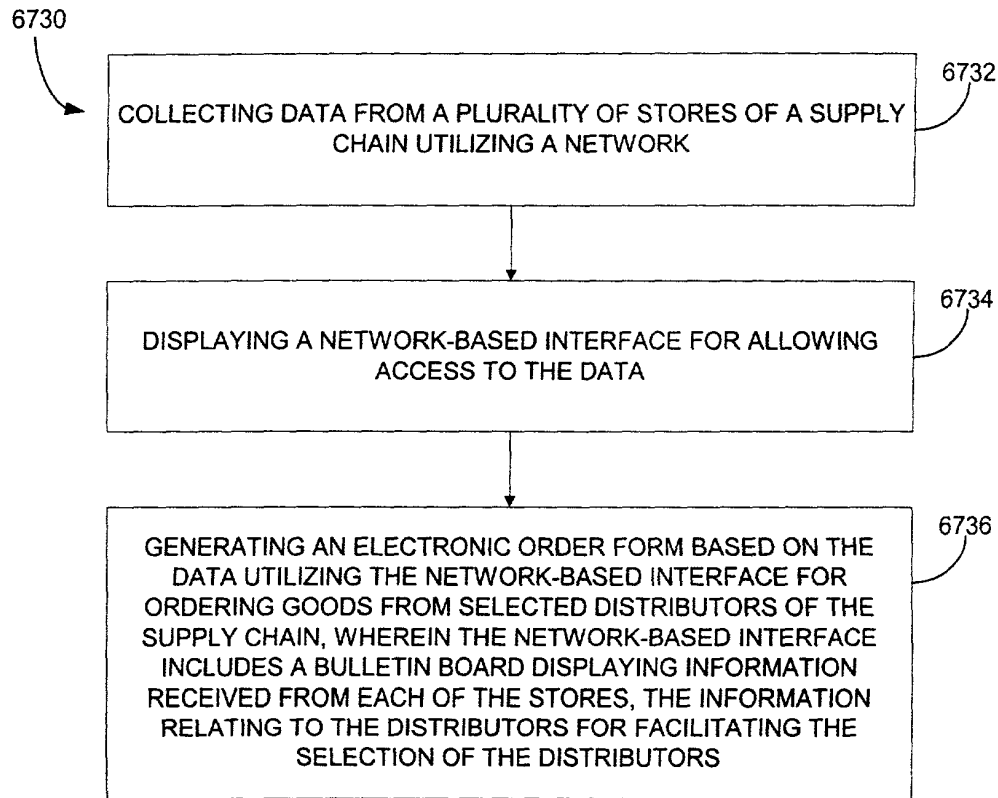 6730
6732
COLLECTING DATA FROM A PLURALITY OF STORES OF A SUPPLY
CHAIN UTILIZING A NETWORK
6734
DISPLAYING A NETWORK-BASED INTERFACE FOR ALLOWING
ACCESS TO THE DATA
6736
GENERATING AN ELECTRONIC ORDER FORM BASED ON THE
DATA UTILIZING THE NETWORK-BASED INTERFACE FOR
ORDERING GOODS FROM SELECTED DISTRIBUTORS OF THE
SUPPLY CHAIN, WHEREIN THE NETWORK-BASED INTERFACE
INCLUDES A BULLETIN BOARD DISPLAYING INFORMATION
RECEIVED FROM EACH OF THE STORES, THE INFORMATION
RELATING TO THE DISTRIBUTORS FOR FACILITATING THE
SELECTION OF THE DISTRIBUTORS